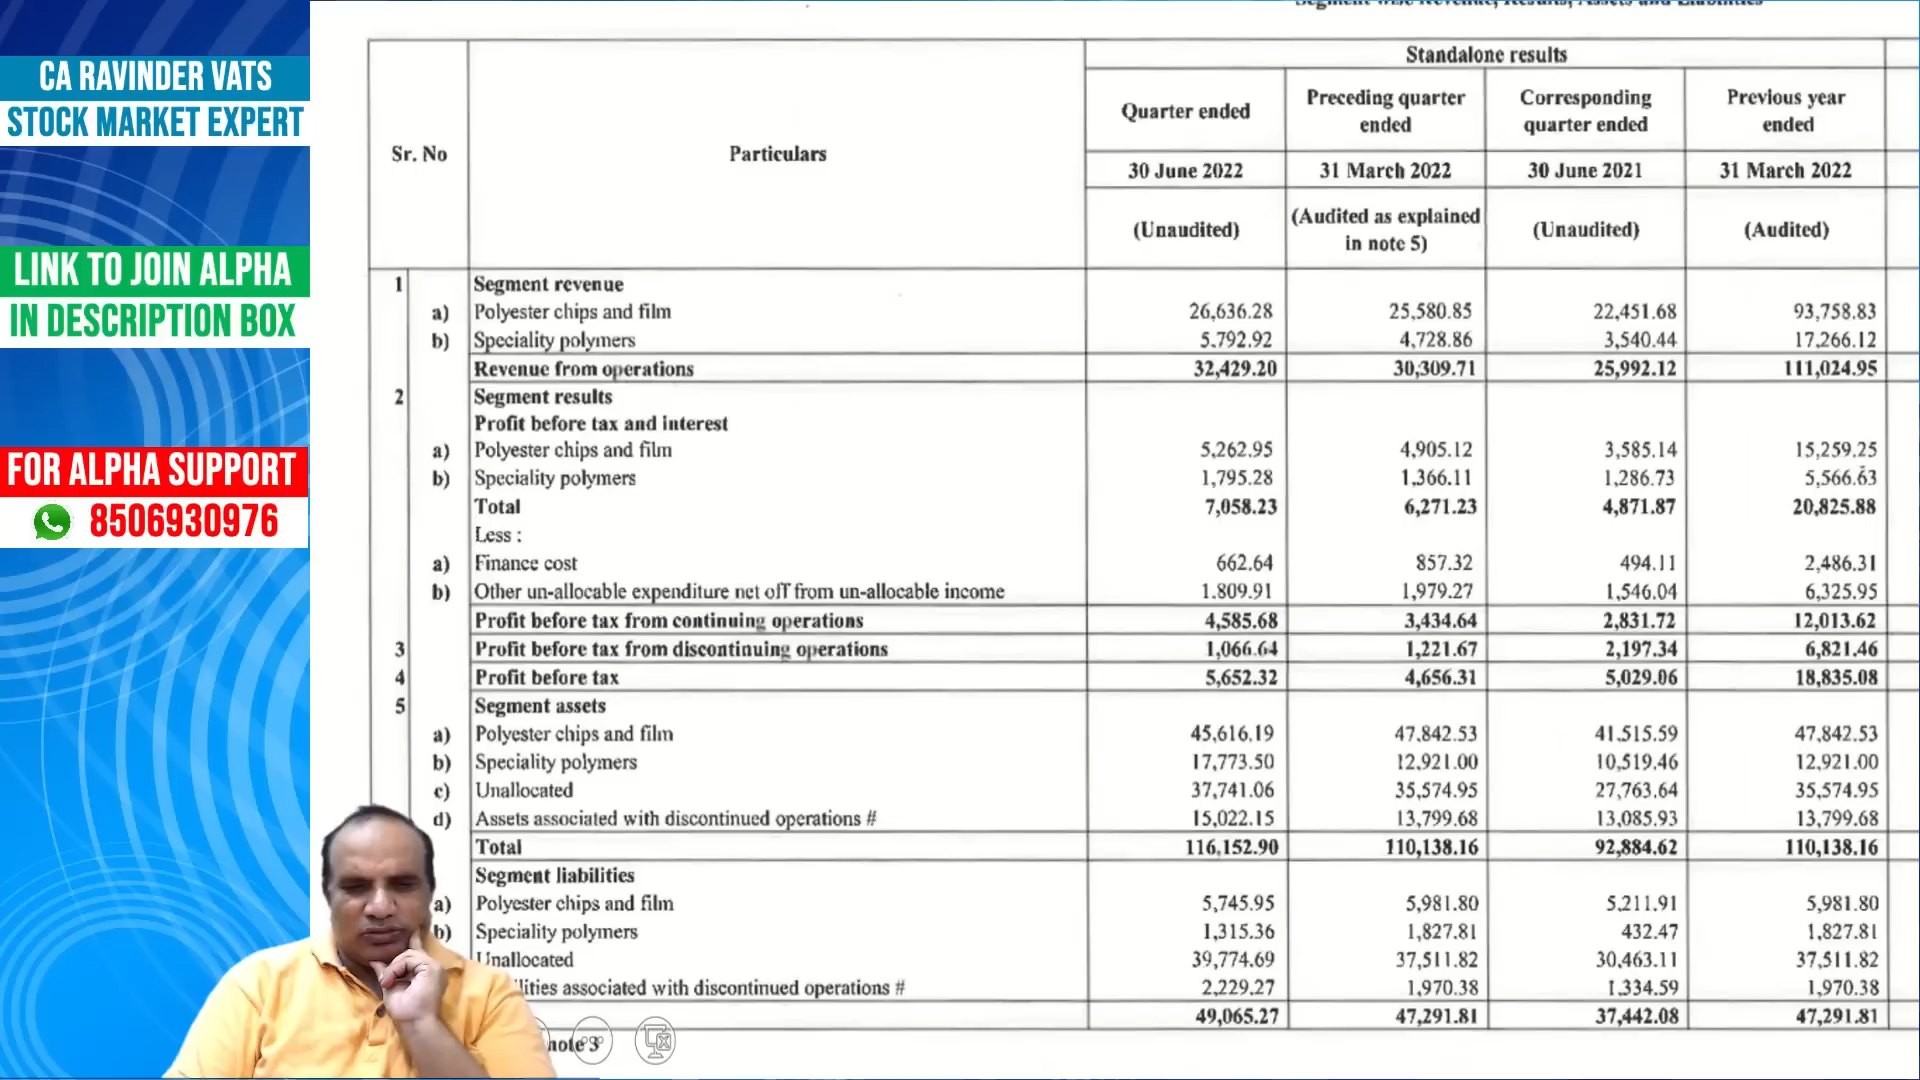 CA RAVINDER VATS
STOCK MARKET EXPERT
LINK TO JOIN ALPHA
IN DESCRIPTION BOX
FOR ALPHA SUPPORT
8506930976
Segment wise Revenue, Results, Assets and Liabilities
Standalone results
Sr. No Particulars Quarter ended Preceding quarter ended Corresponding quarter ended Previous year ended
30 June 2022 31 March 2022 30 June 2021 31 March 2022
(Unaudited) (Audited as explained in note 5) (Unaudited) (Audited)
1 Segment revenue
a) Polyester chips and film 26,636.28 25,580.85 22,451.68 93,758.83
b) Speciality polymers 5,792.92 4,728.86 3,540.44 17,266.12
Revenue from operations 32,429.20 30,309.71 25,992.12 111,024.95
2 Segment results
Profit before tax and interest
a) Polyester chips and film 5,262.95 4,905.12 3,585.14 15,259.25
b) Speciality polymers 1,795.28 1,366.11 1,286.73 5,566.63
Total 7,058.23 6,271.23 4,871.87 20,825.88
Less :
a) Finance cost 662.64 857.32 494.11 2,486.31
b) Other un-allocable expenditure net off from un-allocable income 1.809.91 1,979.27 1,546.04 6,325.95
Profit before tax from continuing operations 4,585.68 3,434.64 2,831.72 12,013.62
3 Profit before tax from discontinuing operations 1,066.64 1,221.67 2,197.34 6,821.46
4 Profit before tax 5,652.32 4,656.31 5,029.06 18,835.08
5 Segment assets
a) Polyester chips and film 45,616.19 47,842.53 41,515.59 47,842.53
b) Speciality polymers 17,773.50 12,921.00 10,519.46 12,921.00
c) Unallocated 37,741.06 35,574.95 27,763.64 35,574.95
d) Assets associated with discontinued operations # 15,022.15 13,799.68 13,085.93 13,799.68
Total 116,152.90 110,138.16 92,884.62 110,138.16
Segment liabilities
a) Polyester chips and film 5,745.95 5,981.80 5,211.91 5,981.80
b) Speciality polymers 1,315.36 1,827.81 432.47 1,827.81
Unallocated 39,774.69 37,511.82 30,463.11 37,511.82
lities associated with discontinued operations # 2,229.27 1,970.38 1,334.59 1,970.38
49,065.27 47,291.81 37,442.08 47,291.81
note 3